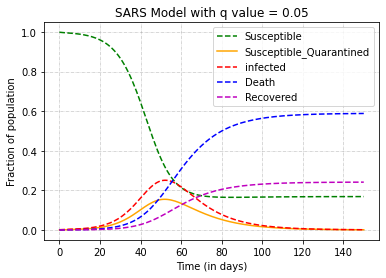 SARS Model with q value = 0.05
1.0
0.8
0.6
0.4
0.2
0.0
Fraction of population
Susceptible
Susceptible_Quarantined
infected
Death
Recovered
0 20 40 60 80 100 120 140
Time (in days)